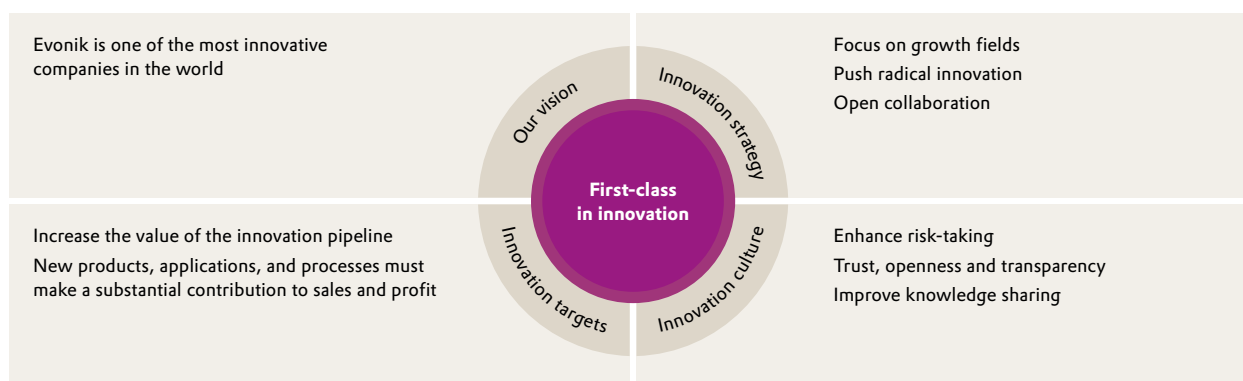 Evonik is one of the most innovative
companies in the world
Our vision
Innovation strategy
Focus on growth fields
Push radical innovation
Open collaboration
First-class
in innovation
Increase the value of the innovation pipeline
New products, applications, and processes must
make a substantial contribution to sales and profit
Innovation targets
Innovation culture
Enhance risk-taking
Trust, openness and transparency
Improve knowledge sharing